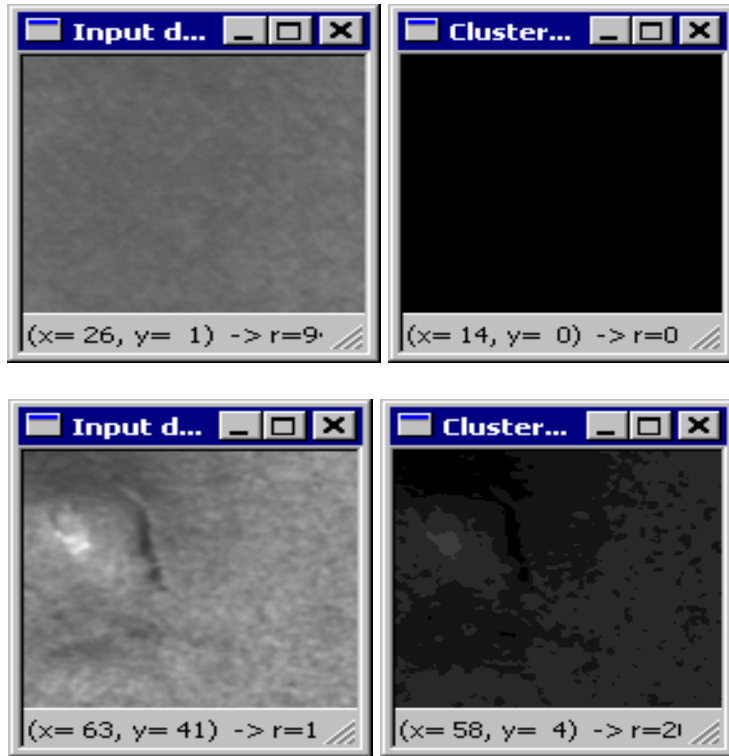 Input d...
Cluster...
(x= 26, y= 1) -> r=9
(x= 14, y= 0) -> r=0
Input d...
Cluster...
(x= 63, y= 41) -> r=1
(x= 58, y= 4) -> r=2